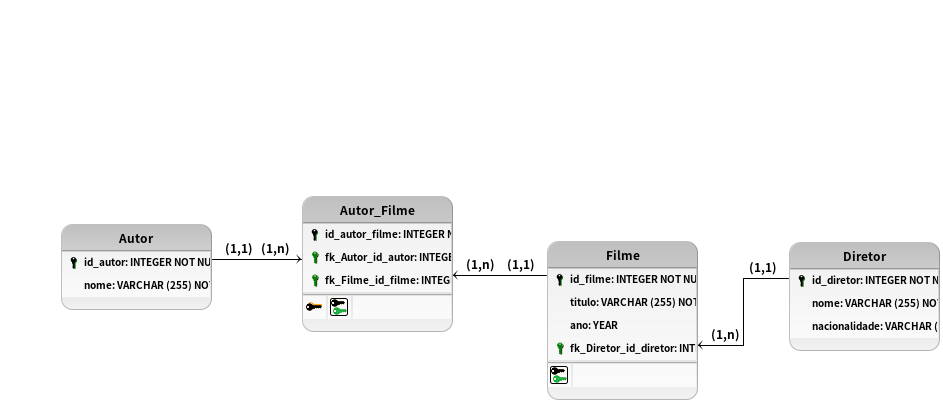 Autor
id_autor: INTEGER NOT NU
nome: VARCHAR (255) NO
(1,1) (1,n)
Autor_Filme
id_autor_filme: INTEGER N
fk_Autor_id_autor: INTEGE
fk_Filme_id_filme: INTEG
(1,n) (1,1)
Filme
id_filme: INTEGER NOT NU
titulo: VARCHAR (255) NOT
ano: YEAR
fk_Diretor_id_diretor: INT
(1,1)
(1,n)
Diretor
id_diretor: INTEGER NOT N
nome: VARCHAR (255) NO
nacionalidade: VARCHAR (